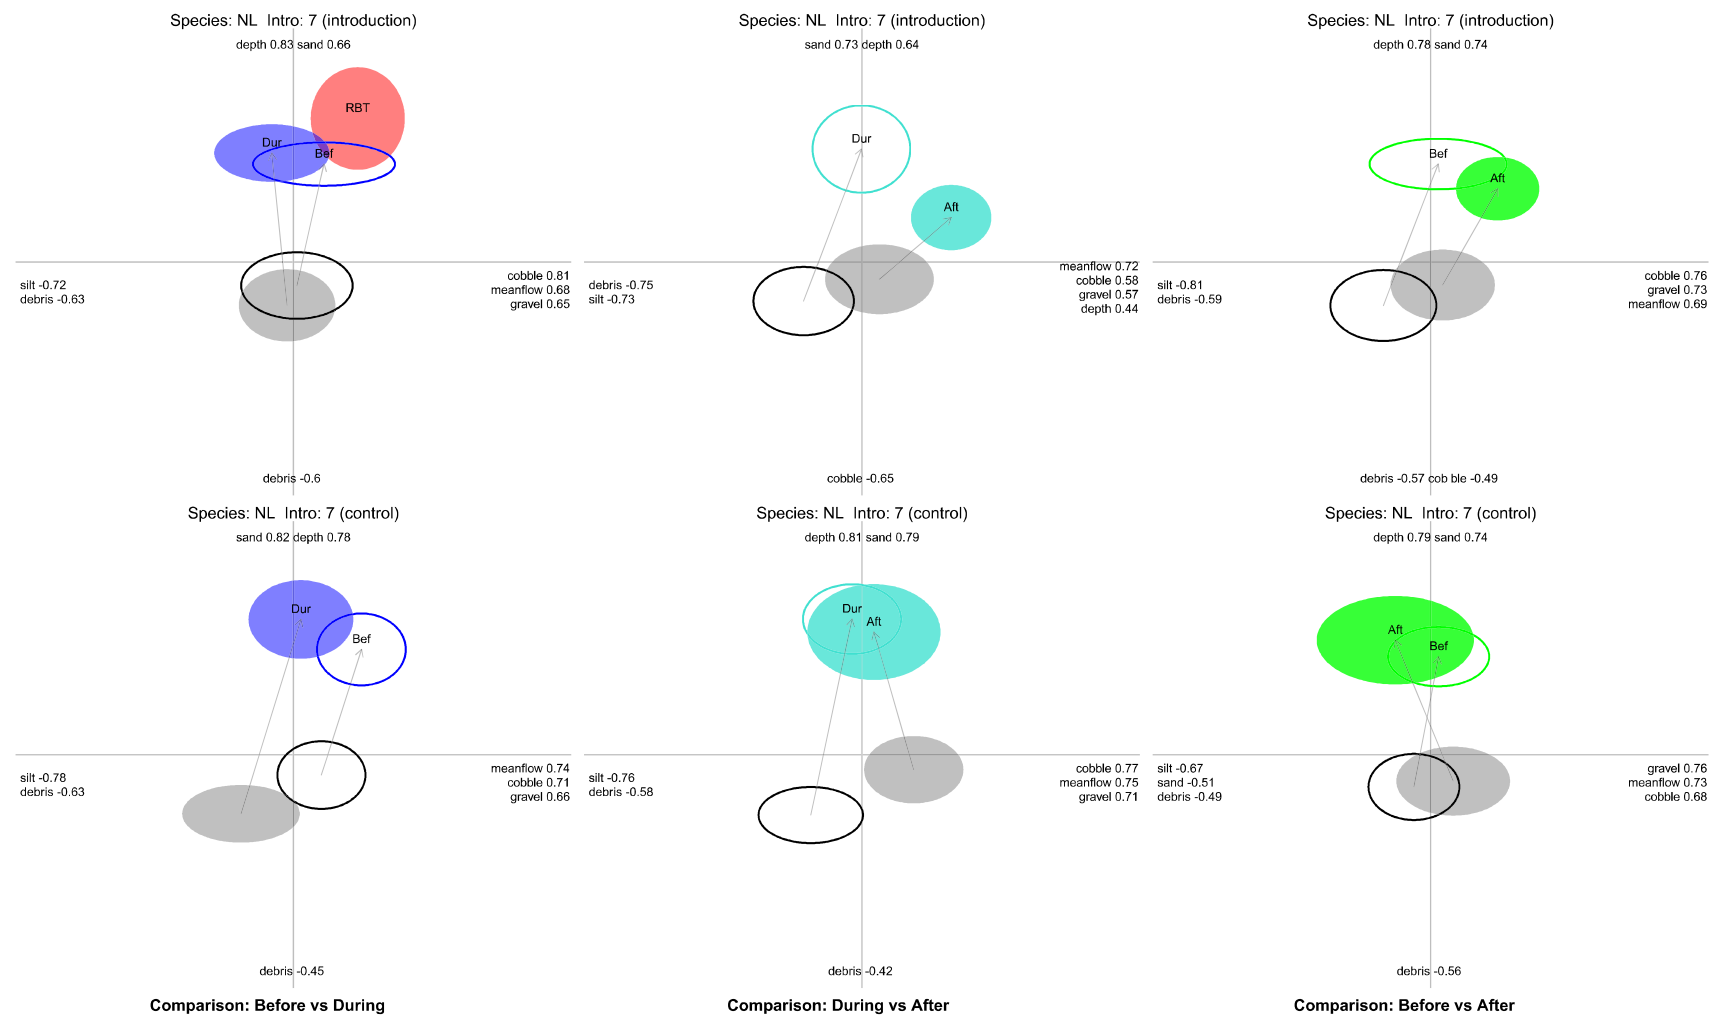 Species: NL Intro: 7 (introduction)
depth 0.83 sand 0.66
RBT
Dur
Bef
silt -0.72
debris -0.63
cobble 0.81
meanflow 0.68
gravel 0.65
debris -0.6
Species: NL Intro: 7 (introduction)
sand 0.73 depth 0.64
Dur
Aft
debris -0.75
silt -0.73
meanflow 0.72
cobble 0.58
gravel 0.57
depth 0.44
cobble -0.65
Species: NL Intro: 7 (introduction)
depth 0.78 sand 0.74
Bef
Aft
silt -0.81
debris -0.59
cobble 0.76
gravel 0.73
meanflow 0.69
debris -0.57 cob ble -0.49
Species: NL Intro: 7 (control)
sand 0.82 depth 0.78
Dur
Bef
silt -0.78
debris -0.63
meanflow 0.74
cobble 0.71
gravel 0.66
debris -0.45
Species: NL Intro: 7 (control)
depth 0.81 sand 0.79
Dur
Aft
silt -0.76
debris -0.58
cobble 0.77
meanflow 0.75
gravel 0.71
debris -0.42
Species: NL Intro: 7 (control)
depth 0.79 sand 0.74
Aft
Bef
silt -0.67
sand -0.51
debris -0.49
gravel 0.76
meanflow 0.73
cobble 0.68
debris -0.56
Comparison: Before vs During
Comparison: During vs After
Comparison: Before vs After